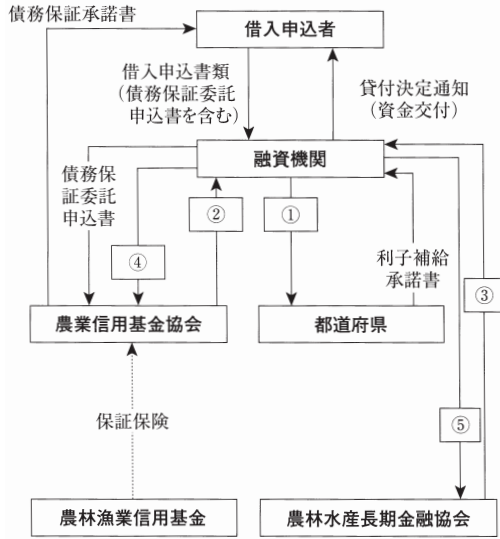 債務保証承諾書
借入申込者
借入申込書類
（債務保証委託
申込書を含む）
貸付決定通知
（資金交付）
融資機関
債務保
証委託
申込書
②
①
④
利子補給
承諾書
③
農業信用基金協会
都道府県
保証保険
⑤
農林漁業信用基金
農林水産長期金融協会